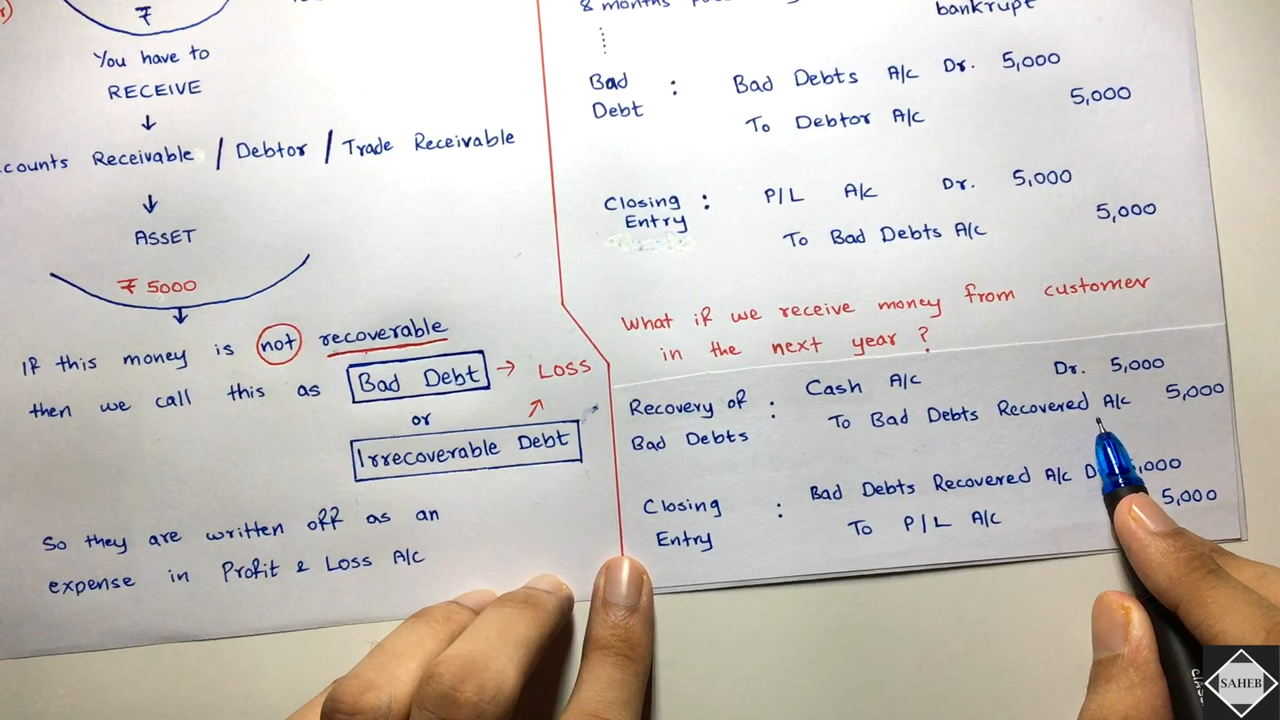 ₹
You have to
RECEIVE
counts Receivable / Debtor / Trade Receivable
ASSET
₹ 5000
If this money is not recoverable
then we call this as Bad Debt → LOSS
or
Irrecoverable Debt
So they are written off as an
expense in Profit & Loss A/c
8 months
bankrupt
Bad Debt : Bad Debts A/c Dr. 5,000
To Debtor A/c 5,000
Closing Entry : P/L A/c Dr. 5,000
To Bad Debts A/c 5,000
What if we receive money from customer
in the next year ?
Recovery of Bad Debts : Cash A/c Dr. 5,000
To Bad Debts Recovered A/c 5,000
Closing Entry : Bad Debts Recovered A/c D ,000
To P/L A/c 5,000
SAHEB